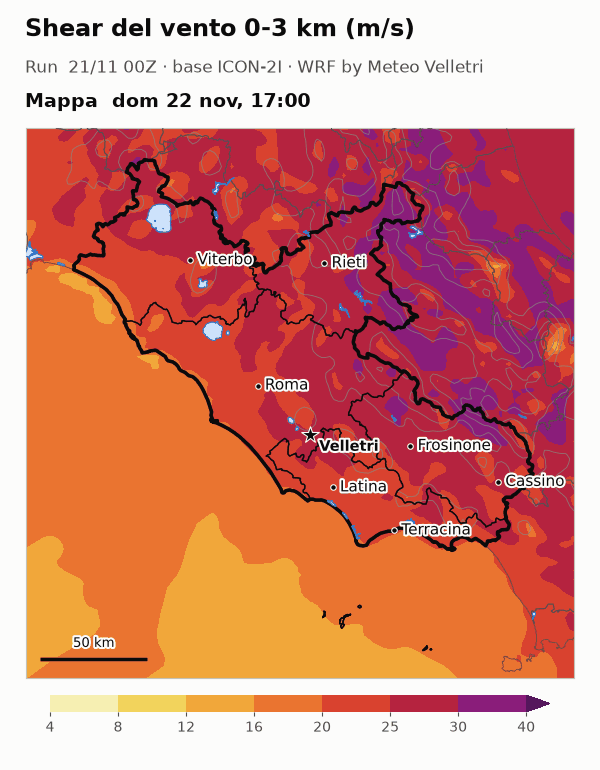 Shear del vento 0-3 km (m/s)
Run  21/11 00Z · base ICON-2I · WRF by Meteo Velletri
Mappa  dom 22 nov, 17:00
Viterbo
Rieti
Roma
Velletri
Frosinone
Cassino
Latina
Terracina
50 km
4 8 12 16 20 25 30 40